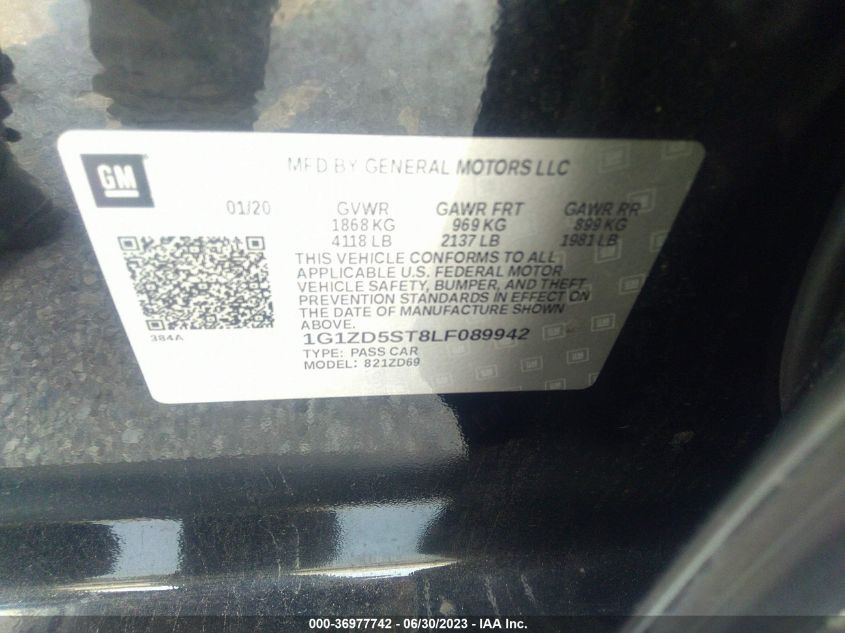 GM
MFD BY GENERAL MOTORS LLC
01/20 GVWR GAWR FRT GAWR RR
1868 KG 969 KG 899 KG
4118 LB 2137 LB 1981 LB
THIS VEHICLE CONFORMS TO ALL
APPLICABLE U.S. FEDERAL MOTOR
VEHICLE SAFETY, BUMPER, AND THEFT
PREVENTION STANDARDS IN EFFECT ON
THE DATE OF MANUFACTURE SHOWN
ABOVE.
384A
1G1ZD5ST8LF089942
TYPE: PASS CAR
MODEL: 821ZD69
000-36977742 - 06/30/2023 - IAA Inc.